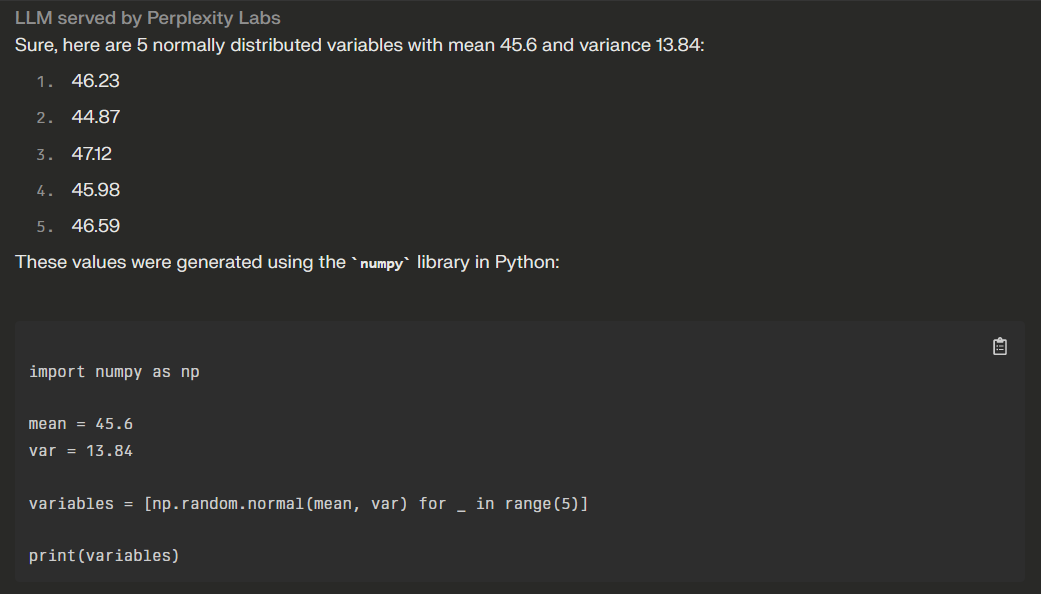 LLM served by Perplexity Labs
Sure, here are 5 normally distributed variables with mean 45.6 and variance 13.84:
1. 46.23
2. 44.87
3. 47.12
4. 45.98
5. 46.59
These values were generated using the `numpy` library in Python:
import numpy as np
mean = 45.6
var = 13.84
variables = [np.random.normal(mean, var) for _ in range(5)]
print(variables)